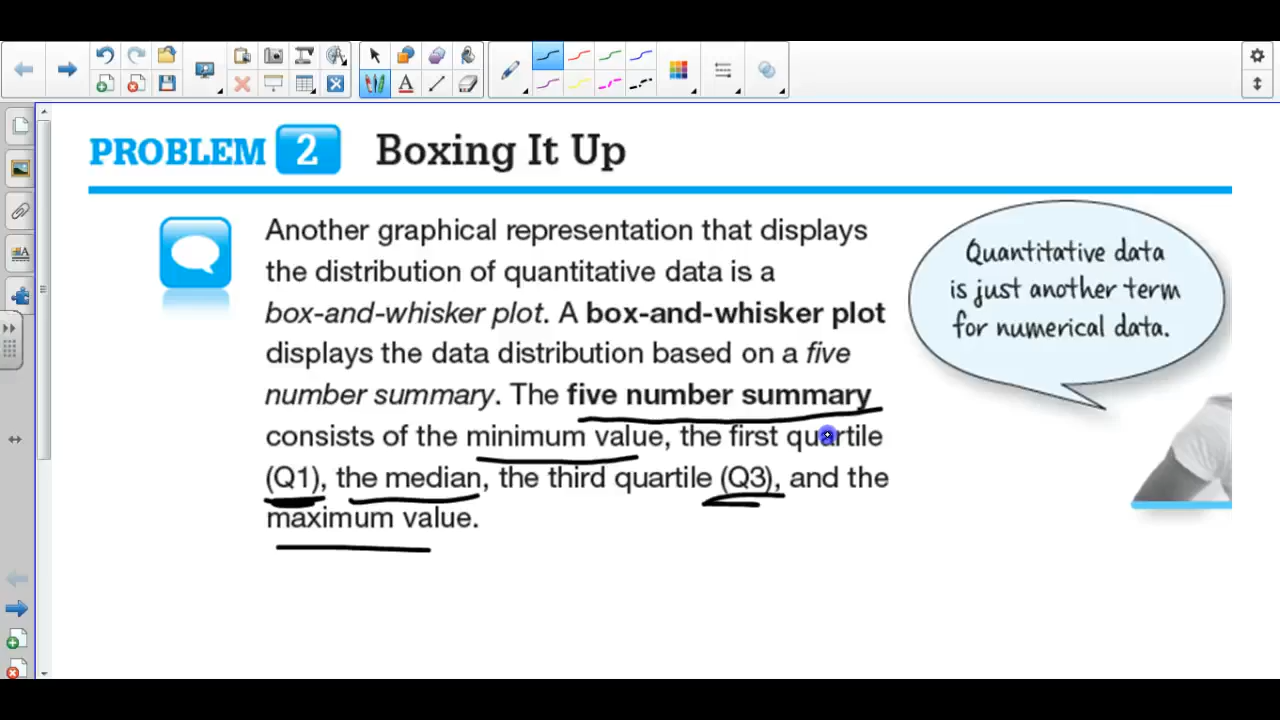 PROBLEM 2 Boxing It Up
Another graphical representation that displays
the distribution of quantitative data is a
box-and-whisker plot. A box-and-whisker plot
displays the data distribution based on a five
number summary. The five number summary
consists of the minimum value, the first quartile
(Q1), the median, the third quartile (Q3), and the
maximum value.
Quantitative data
is just another term
for numerical data.